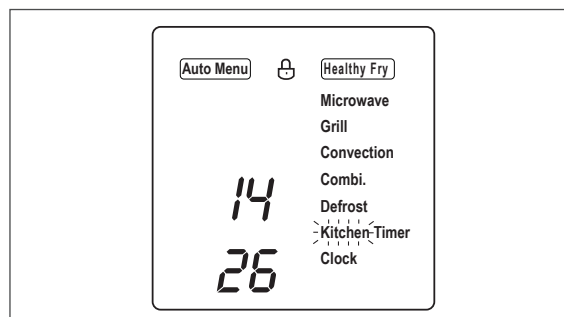 Auto Menu Healthy Fry
Microwave
Grill
Convection
Combi.
14
Defrost
Kitchen Timer
26
Clock